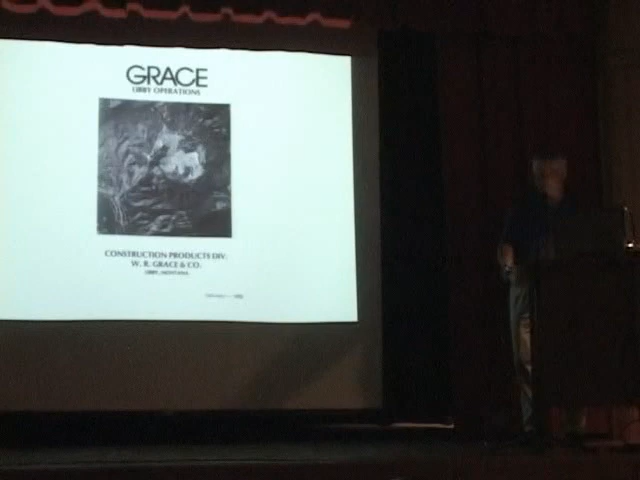 GRACE
LIBBY OPERATIONS
CONSTRUCTION PRODUCTS DIV.
W. R. GRACE & CO.
LIBBY, MONTANA